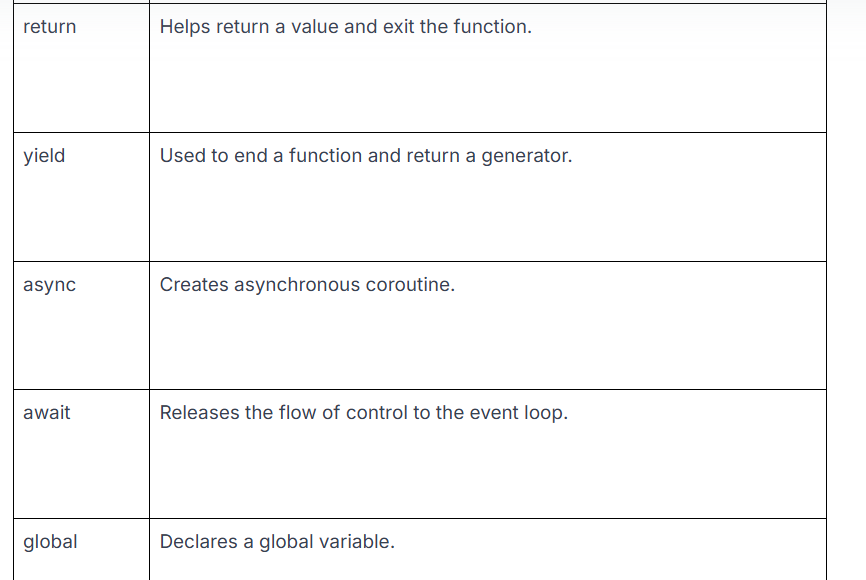 return
Helps return a value and exit the function.
yield
Used to end a function and return a generator.
async
Creates asynchronous coroutine.
await
Releases the flow of control to the event loop.
global
Declares a global variable.